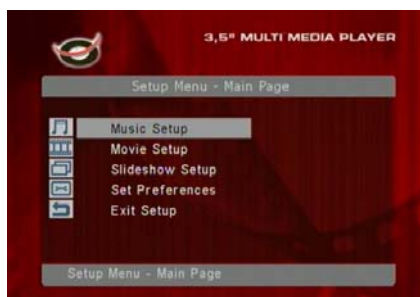 3,5" MULTI MEDIA PLAYER
Setup Menu - Main Page
Music Setup
Movie Setup
Slideshow Setup
Set Preferences
Exit Setup
Setup Menu - Main Page